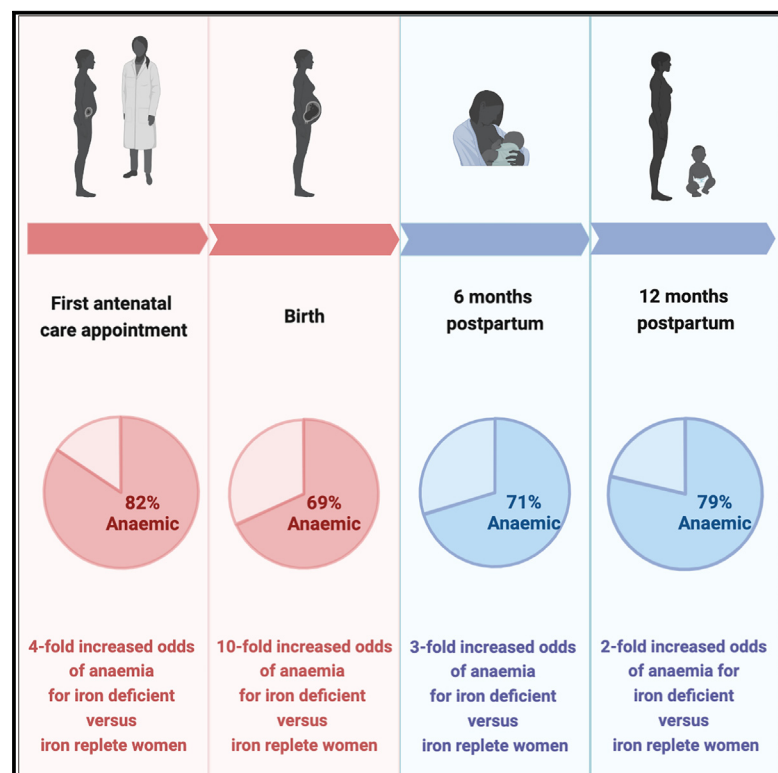 First antenatal
care appointment
Birth
6 months
postpartum
12 months
postpartum
82%
Anaemic
69%
Anaemic
71%
Anaemic
79%
Anaemic
4-fold increased odds
of anaemia
for iron deficient
versus
iron replete women
10-fold increased odds
of anaemia
for iron deficient
versus
iron replete women
3-fold increased odds
of anaemia
for iron deficient
versus
iron replete women
2-fold increased odds
of anaemia for
iron deficient
versus
iron replete women